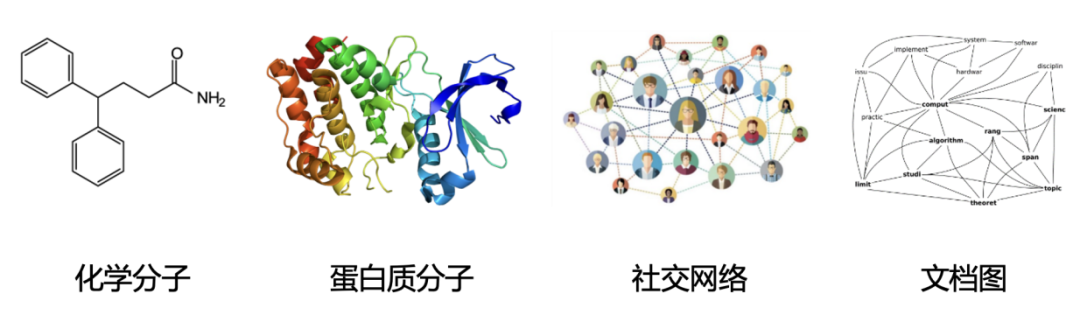 O
NH₂
system
softwar
implement
issu
hardwar
disciplin
comput
practic
scienc
rang
algorithm
span
studi
limit
topic
theoret
化学分子 蛋白质分子 社交网络 文档图